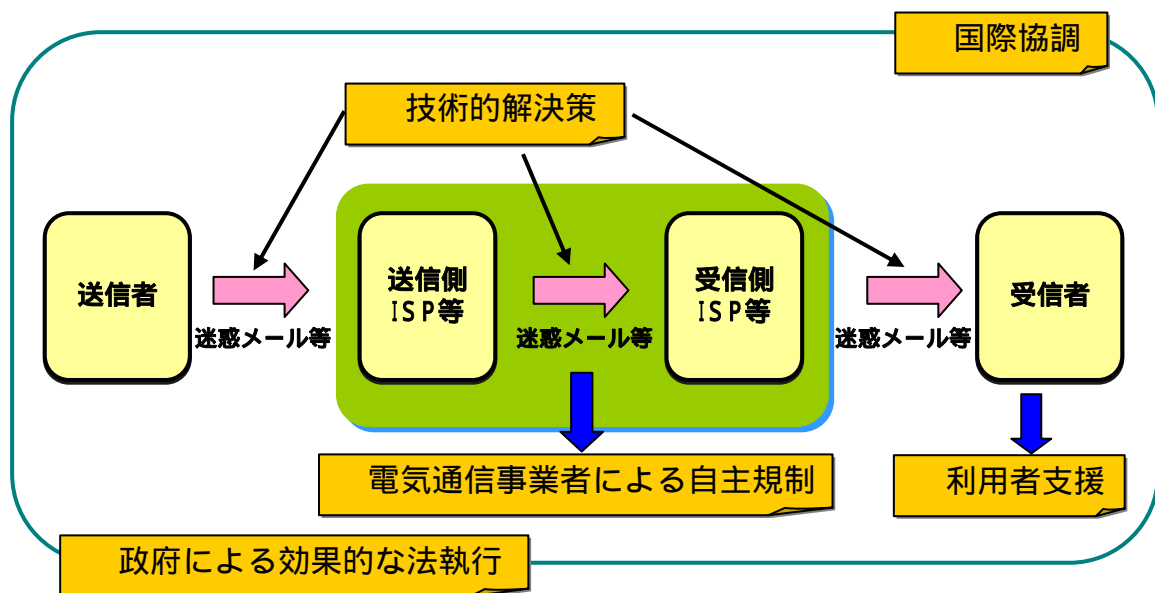 国際協調
技術的解決策
送信者
迷惑メール等
送信側
ISP等
迷惑メール等
受信側
ISP等
迷惑メール等
受信者
電気通信事業者による自主規制
利用者支援
政府による効果的な法執行